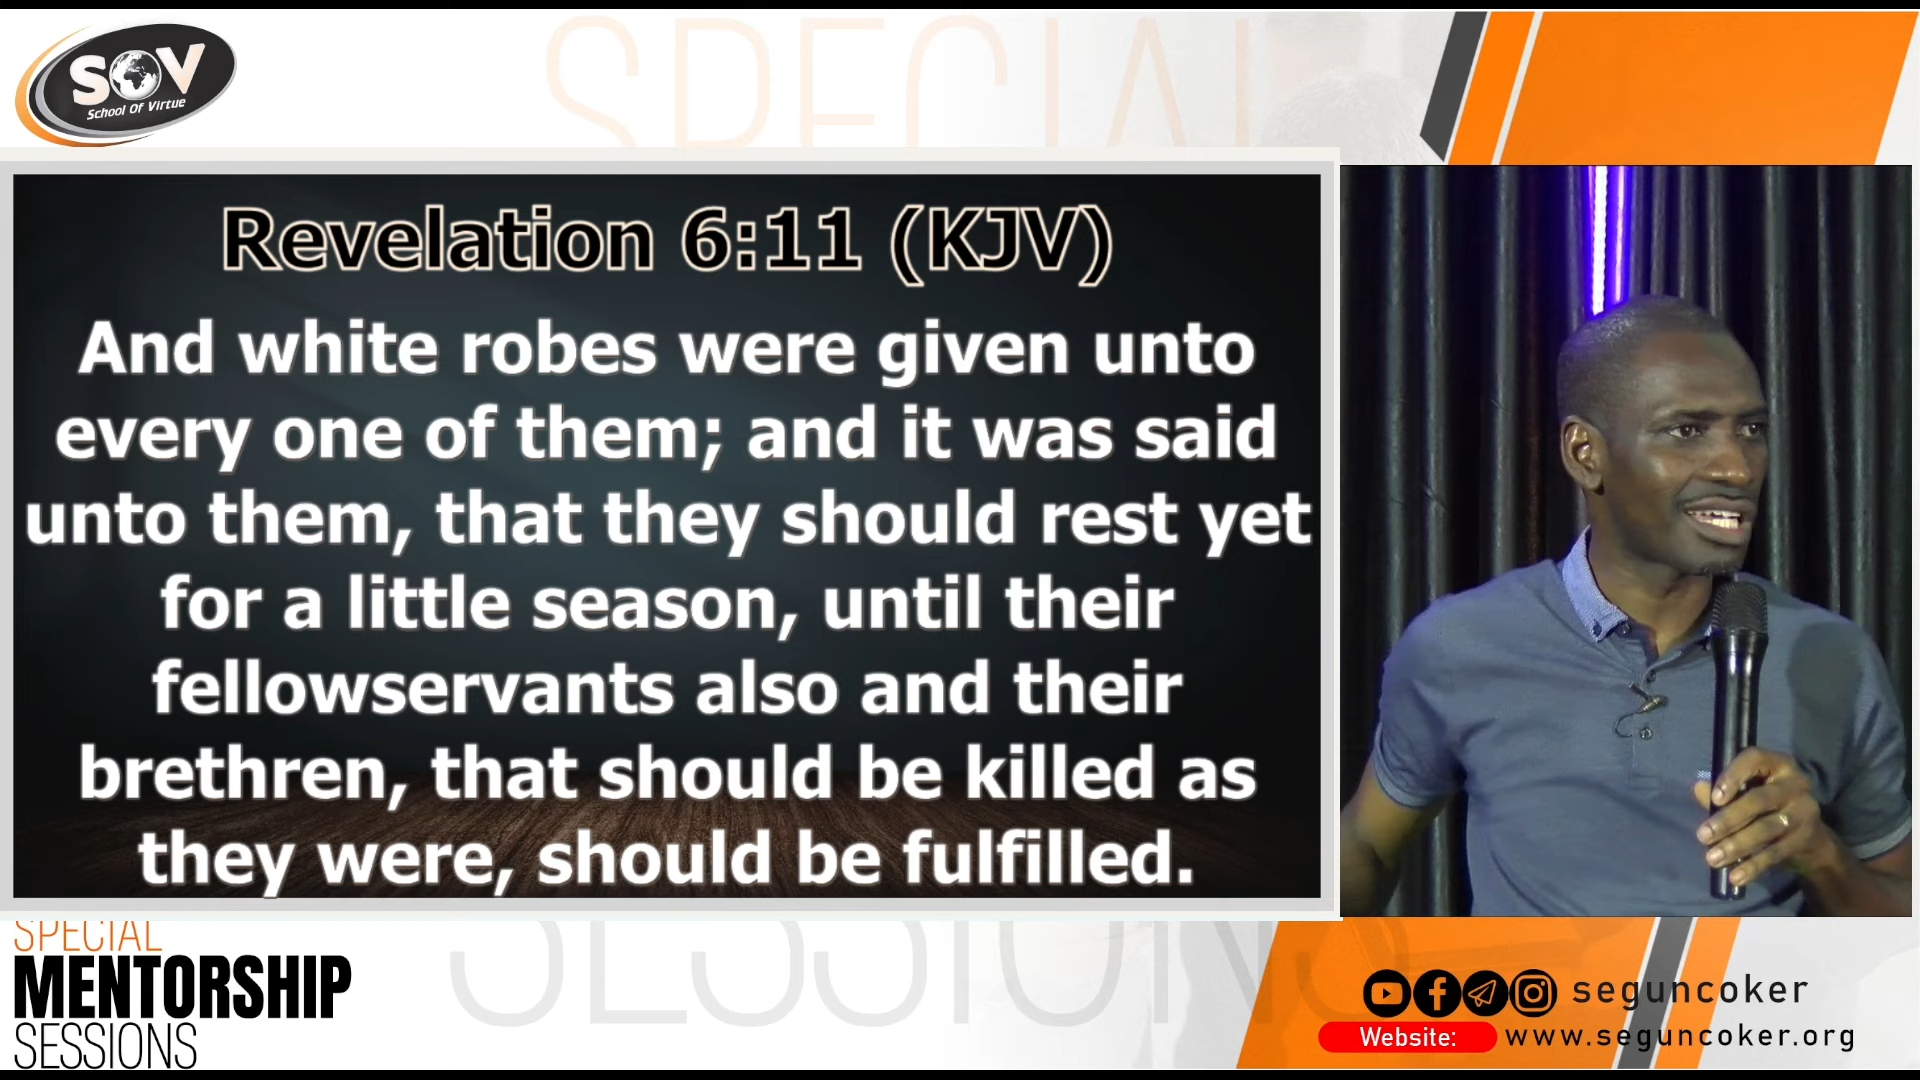 SPECIAL
SOV
School Of Virtue
Revelation 6:11 (KJV)
And white robes were given unto
every one of them; and it was said
unto them, that they should rest yet
for a little season, until their
fellowservants also and their
brethren, that should be killed as
they were, should be fulfilled.
SPECIAL
MENTORSHIP
SESSIONS
SESSIONS
seguncoker
Website: www.seguncoker.org